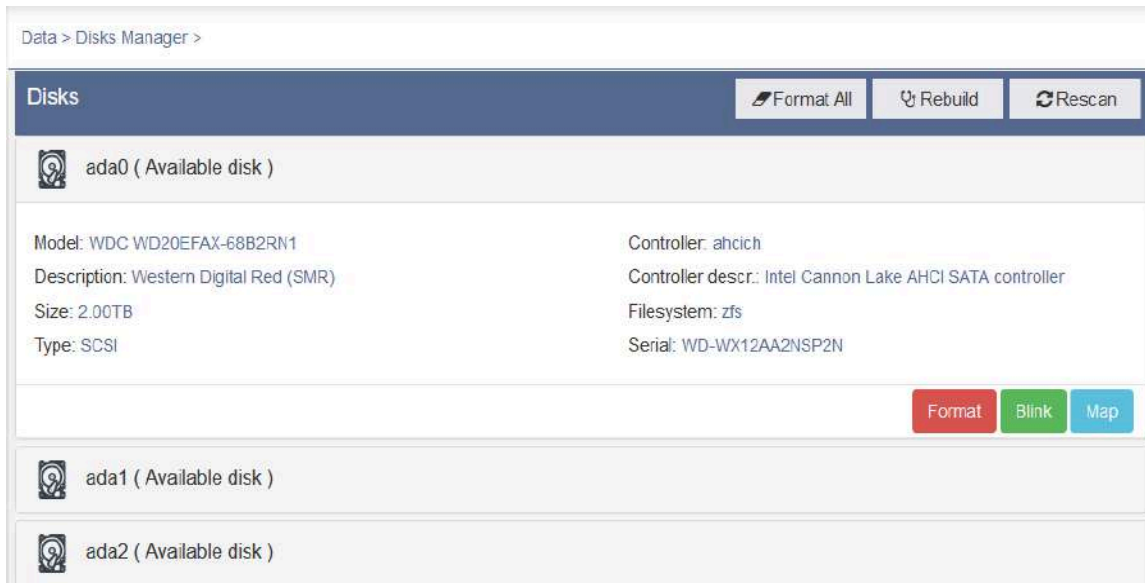 Data > Disks Manager >
Disks
Format All
Rebuild
Rescan
ada0 ( Available disk )
Model: WDC WD20EFAX-68B2RN1
Description: Western Digital Red (SMR)
Size: 2.00TB
Type: SCSI
Controller: ahcich
Controller descr.: Intel Cannon Lake AHCI SATA controller
Filesystem: zfs
Serial: WD-WX12AA2NSP2N
Format
Blink
Map
ada1 ( Available disk )
ada2 ( Available disk )